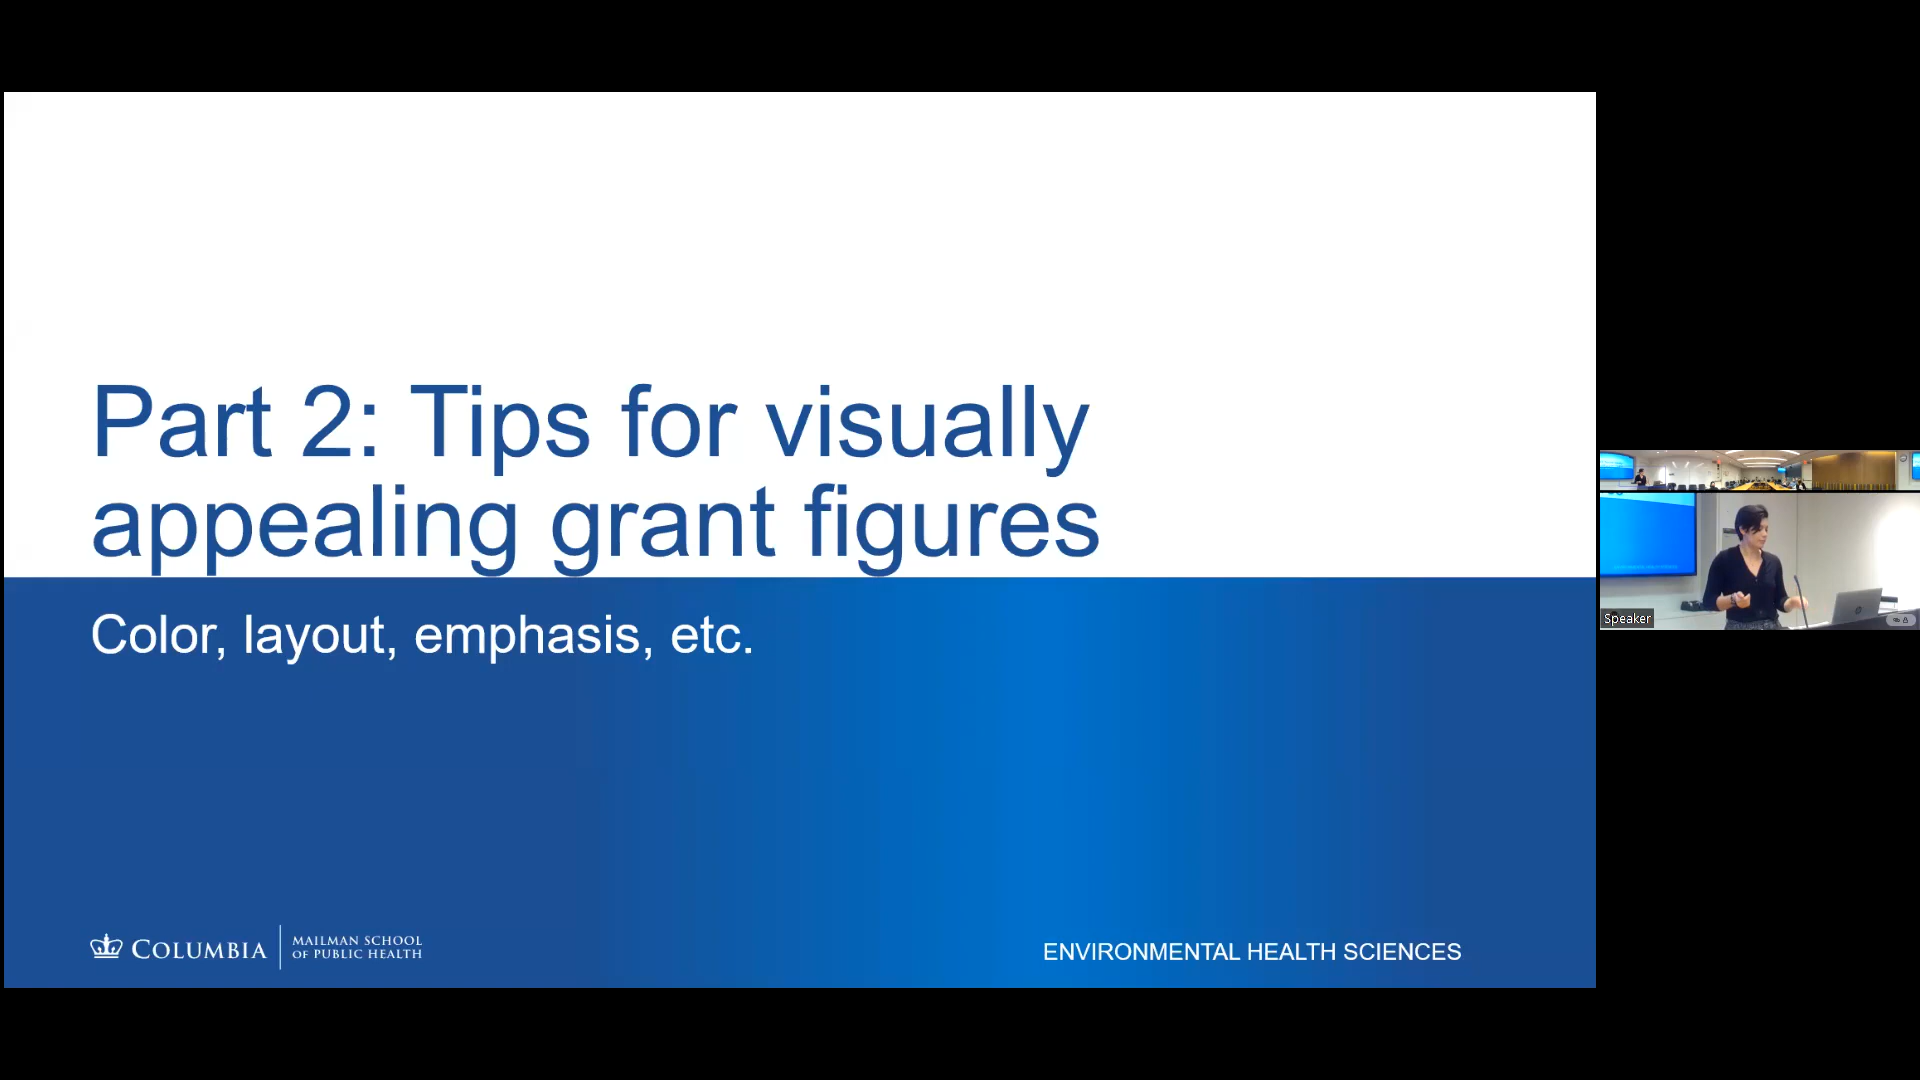 Part 2: Tips for visually
appealing grant figures
Color, layout, emphasis, etc.
COLUMBIA
MAILMAN SCHOOL
OF PUBLIC HEALTH
ENVIRONMENTAL HEALTH SCIENCES
Speaker